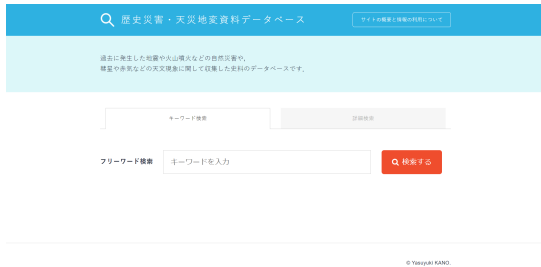 歴史災害・天災地変資料データベース
サイトの概要と情報の利用について
過去に発生した地震や火山噴火などの自然災害や、
彗星や赤気などの天文現象に関して収集した史料のデータベースです。
キーワード検索
詳細検索
フリーワード検索
キーワードを入力
検索する
© Yasuyuki KANO.